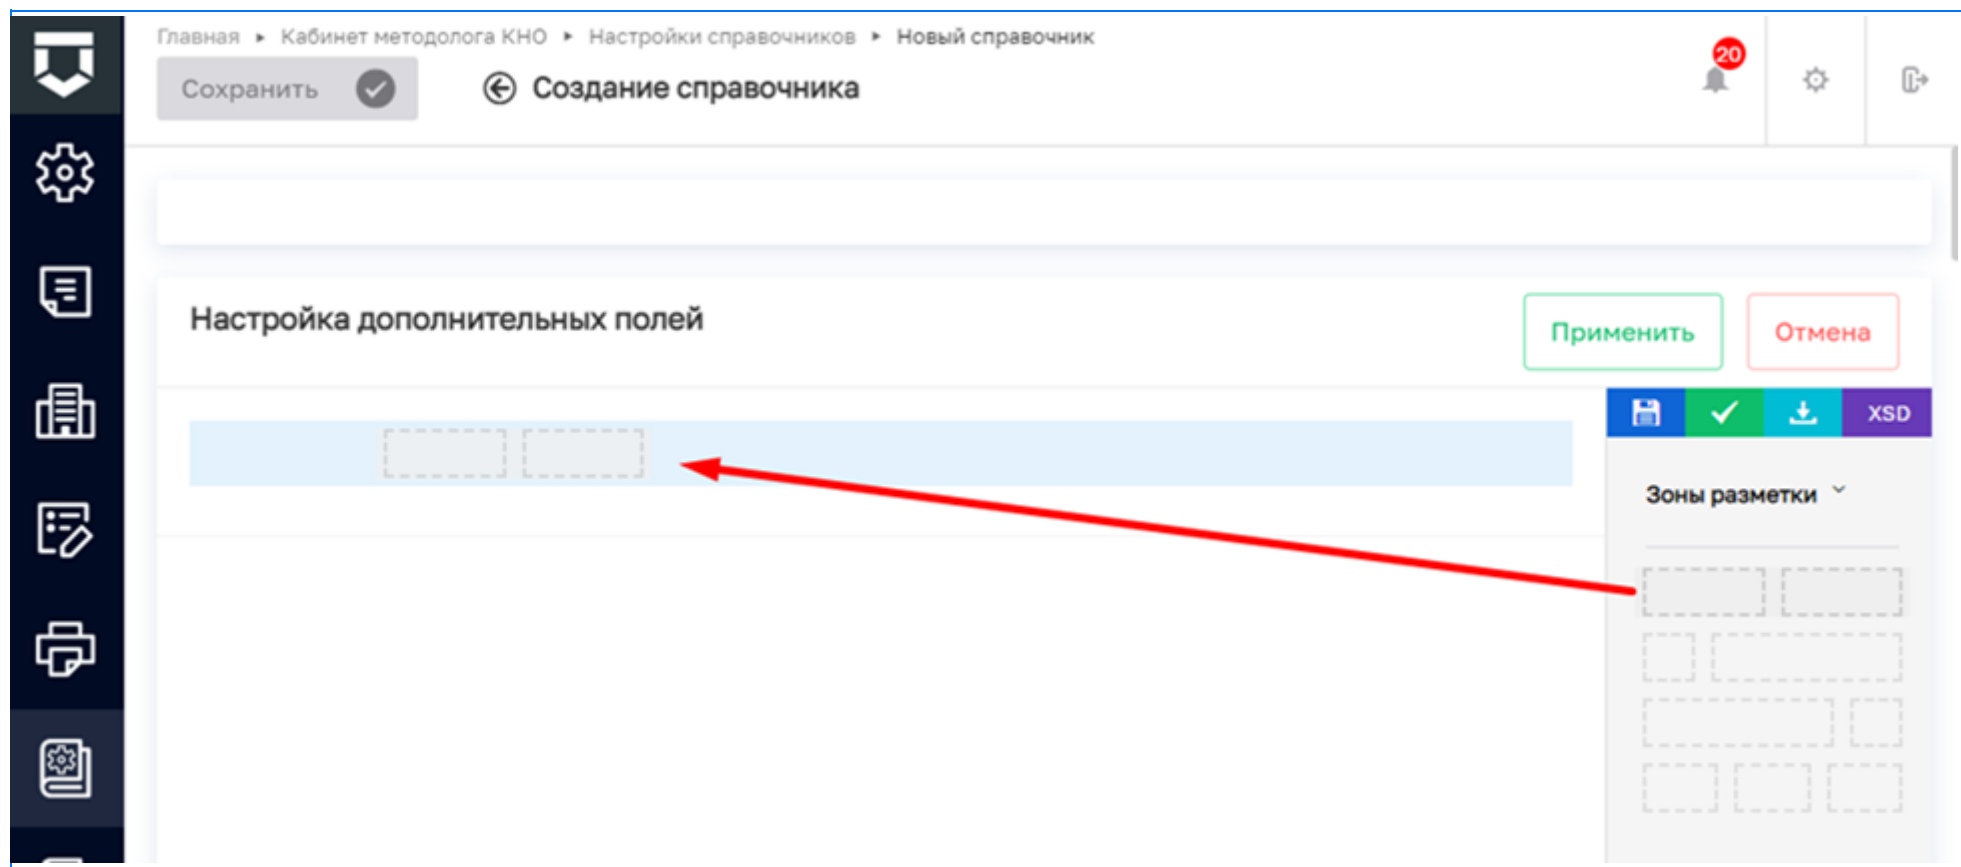 Главная ▸ Кабинет методолога КНО ▸ Настройки справочников ▸ Новый справочник
20
Сохранить
Создание справочника
Настройка дополнительных полей
Применить
Отмена
XSD
Зоны разметки